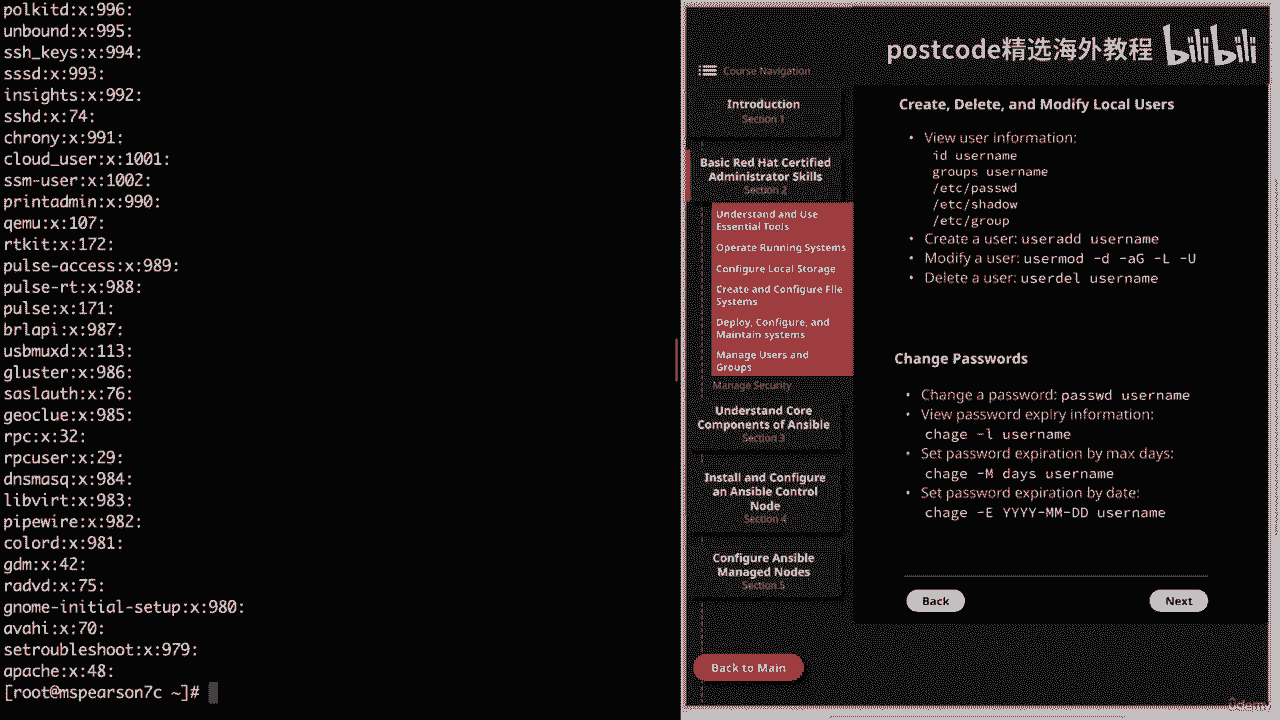 polkitd:x:996:
unbound:x:995:
ssh_keys:x:994:
sssd:x:993:
insights:x:992:
sshd:x:74:
chrony:x:991:
cloud_user:x:1001:
ssm-user:x:1002:
printadmin:x:990:
qemu:x:107:
rtkit:x:172:
pulse-access:x:989:
pulse-rt:x:988:
pulse:x:171:
brlapi:x:987:
usbmuxd:x:113:
gluster:x:986:
saslauth:x:76:
geoclue:x:985:
rpc:x:32:
rpcuser:x:29:
dnsmasq:x:984:
libvirt:x:983:
pipewire:x:982:
colord:x:981:
gdm:x:42:
radvd:x:75:
gnome-initial-setup:x:980:
avahi:x:70:
setroubleshoot:x:979:
apache:x:48:
[root@mspearson7c ~]#
postcode精选海外教程 bilibili
Course Navigation
Introduction
Section 1
Basic Red Hat Certified
Administrator Skills
Section 2
Understand and Use
Essential Tools
Operate Running Systems
Configure Local Storage
Create and Configure File
Systems
Deploy, Configure, and
Maintain systems
Manage Users and
Groups
Manage Security
Understand Core
Components of Ansible
Section 3
Install and Configure
an Ansible Control
Node
Section 4
Configure Ansible
Managed Nodes
Section 5
Back to Main
Create, Delete, and Modify Local Users
• View user information:
id username
groups username
/etc/passwd
/etc/shadow
/etc/group
• Create a user: useradd username
• Modify a user: usermod -d -aG -L -U
• Delete a user: userdel username
Change Passwords
• Change a password: passwd username
• View password expiry information:
chage -l username
• Set password expiration by max days:
chage -M days username
• Set password expiration by date:
chage -E YYYY-MM-DD username
Back
Next
Udemy